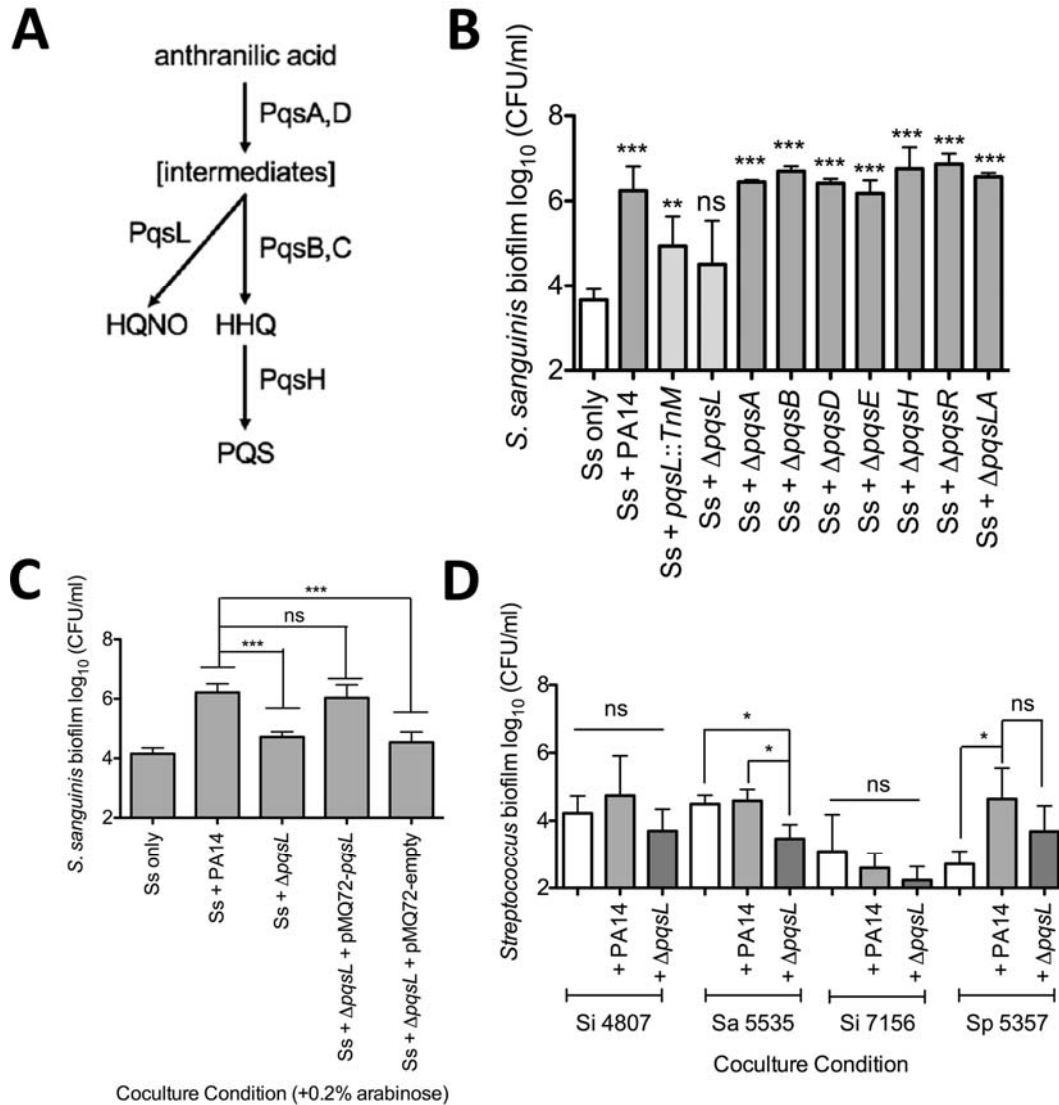 A
anthranilic acid
PqsA,D
[intermediates]
PqsL
PqsB,C
HQNO
HHQ
PqsH
PQS
B
S. sanguinis biofilm log10 (CFU/ml)
8
6
4
2
***
**
ns
***
***
***
***
***
***
***
Ss only
Ss + PA14
Ss + pqsL::TnM
Ss + ΔpqsL
Ss + ΔpqsA
Ss + ΔpqsB
Ss + ΔpqsD
Ss + ΔpqsE
Ss + ΔpqsH
Ss + ΔpqsR
Ss + ΔpqsLA
C
S. sanguinis biofilm log10 (CFU/ml)
8
6
4
2
***
ns
***
Ss only
Ss + PA14
Ss + ΔpqsL
Ss + ΔpqsL + pMQ72-pqsL
Ss + ΔpqsL + pMQ72-empty
Coculture Condition (+0.2% arabinose)
D
Streptococcus biofilm log10 (CFU/ml)
8
6
4
2
ns
*
*
ns
ns
*
+ PA14
+ ΔpqsL
+ PA14
+ ΔpqsL
+ PA14
+ ΔpqsL
+ PA14
+ ΔpqsL
Si 4807
Sa 5535
Si 7156
Sp 5357
Coculture Condition